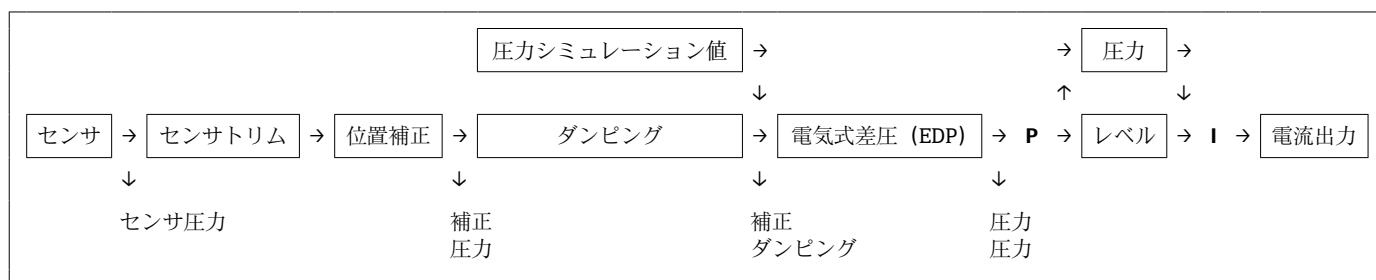 圧力シミュレーション値 → → 圧力 →
↓ ↑ ↓
センサ → センサトリム → 位置補正 → ダンピング → 電気式差圧（EDP） → P → レベル → I → 電流出力
↓ ↓ ↓ ↓
センサ圧力 補正 補正 圧力
圧力 ダンピング 圧力